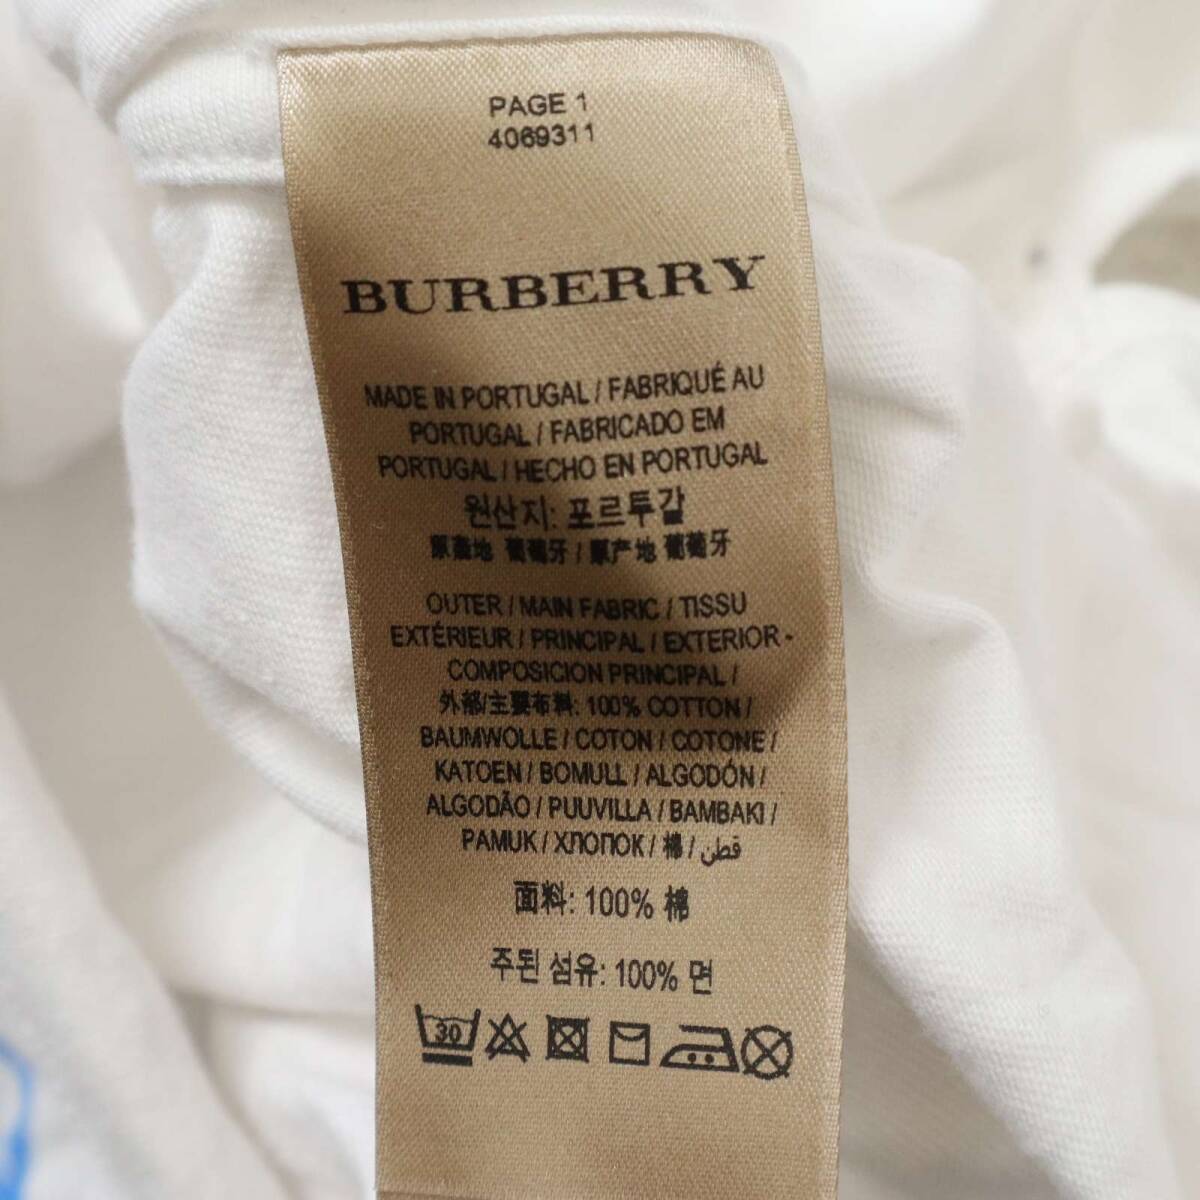 PAGE 1
4069311
BURBERRY
MADE IN PORTUGAL / FABRIQUÉ AU
PORTUGAL / FABRICADO EM
PORTUGAL / HECHO EN PORTUGAL
원산지: 포르투갈
原產地 葡萄牙 / 原产地 葡萄牙
OUTER / MAIN FABRIC / TISSU
EXTÉRIEUR / PRINCIPAL / EXTERIOR -
COMPOSICION PRINCIPAL /
外部/主要布料: 100% COTTON /
BAUMWOLLE / COTON / COTONE /
KATOEN / BOMULL / ALGODÓN /
ALGODÃO / PUUVILLA / BAMBAKI /
PAMUK / ХЛОПОК / 棉 / قطن
面料: 100% 棉
주된 섬유: 100% 면
30